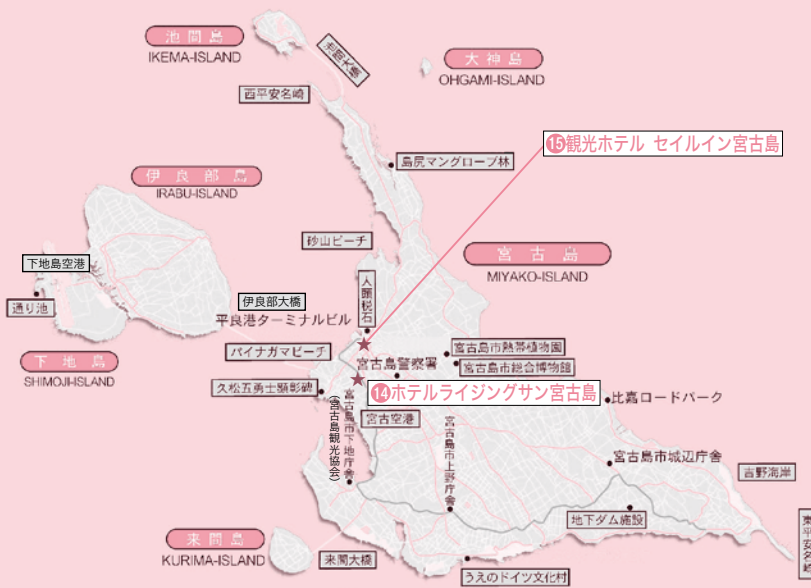 池間島
IKEMA-ISLAND
池間大橋
大神島
OHGAMI-ISLAND
西平安名崎
⑮観光ホテル セイルイン宮古島
島尻マングローブ林
伊良部島
IRABU-ISLAND
砂山ビーチ
宮古島
MIYAKO-ISLAND
下地島空港
人頭税石
通り池
伊良部大橋
平良港ターミナルビル
パイナガマビーチ
宮古島市熱帯植物園
宮古島警察署
宮古島市総合博物館
下地島
SHIMOJI-ISLAND
久松五勇士顕彰碑
⑭ホテルライジングサン宮古島
比嘉ロードパーク
宮古空港
宮古島市下地庁舎
(宮古島観光協会)
宮古島市上野庁舎
宮古島市城辺庁舎
吉野海岸
地下ダム施設
東平安名崎
来間島
KURIMA-ISLAND
来間大橋
うえのドイツ文化村